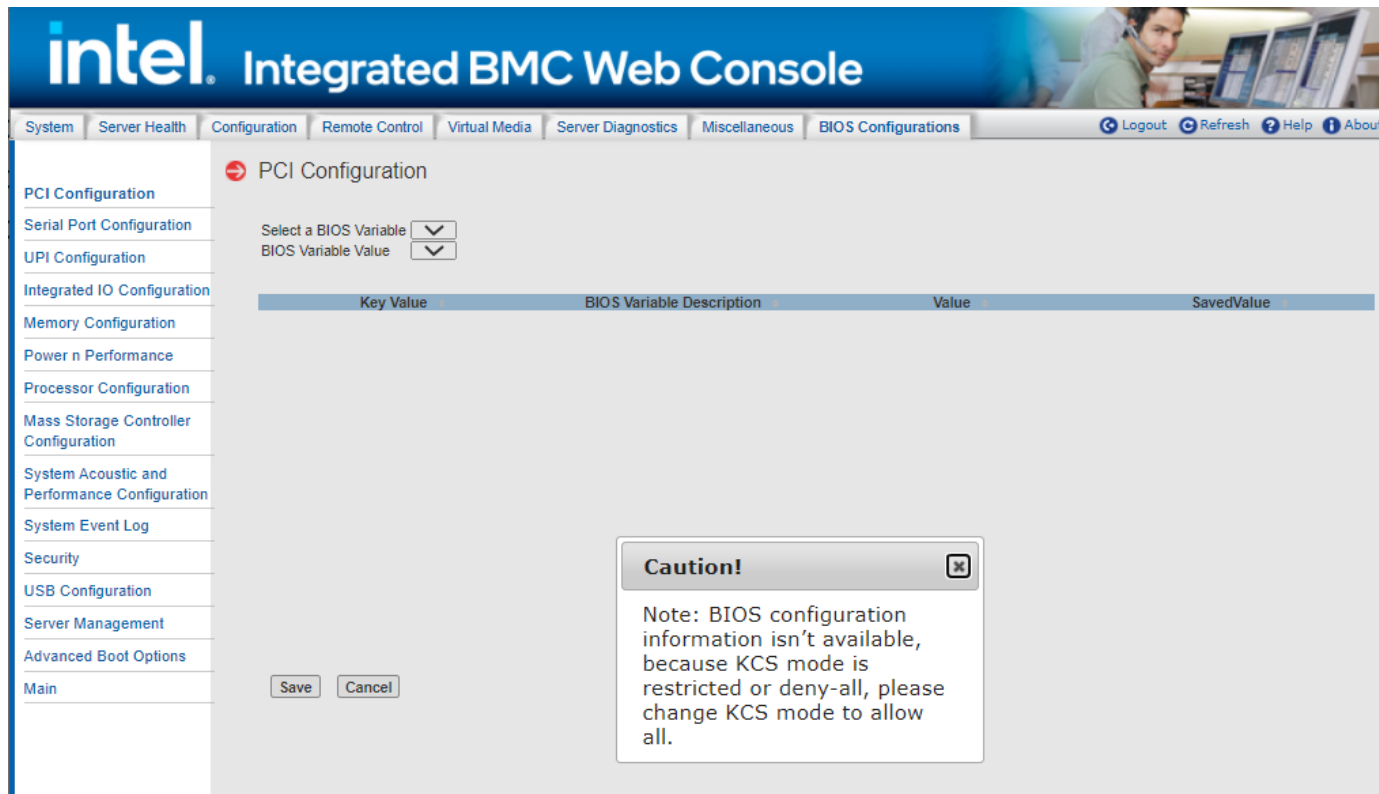 intel. Integrated BMC Web Console
System Server Health Configuration Remote Control Virtual Media Server Diagnostics Miscellaneous BIOS Configurations Logout Refresh Help About
PCI Configuration
Serial Port Configuration
UPI Configuration
Integrated IO Configuration
Memory Configuration
Power n Performance
Processor Configuration
Mass Storage Controller
Configuration
System Acoustic and
Performance Configuration
System Event Log
Security
USB Configuration
Server Management
Advanced Boot Options
Main
PCI Configuration
Select a BIOS Variable
BIOS Variable Value
Key Value BIOS Variable Description Value SavedValue
Save Cancel
Caution!
Note: BIOS configuration
information isn’t available,
because KCS mode is
restricted or deny-all, please
change KCS mode to allow
all.